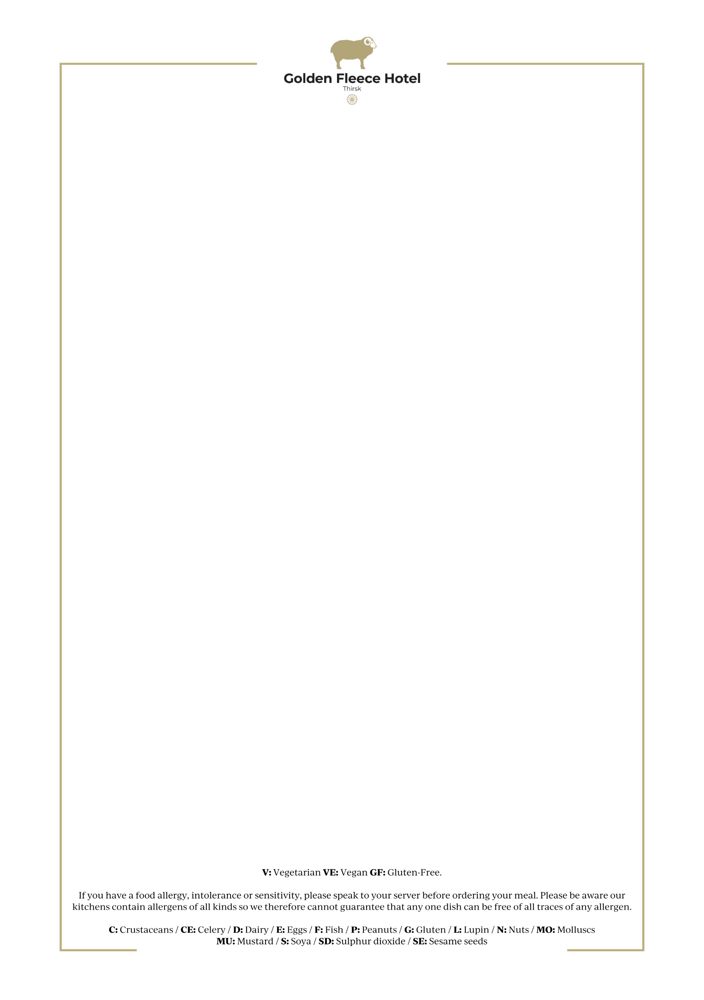 Golden Fleece Hotel
Thirsk
V: Vegetarian VE: Vegan GF: Gluten-Free.
If you have a food allergy, intolerance or sensitivity, please speak to your server before ordering your meal. Please be aware our
kitchens contain allergens of all kinds so we therefore cannot guarantee that any one dish can be free of all traces of any allergen.
C: Crustaceans / CE: Celery / D: Dairy / E: Eggs / F: Fish / P: Peanuts / G: Gluten / L: Lupin / N: Nuts / MO: Molluscs
MU: Mustard / S: Soya / SD: Sulphur dioxide / SE: Sesame seeds